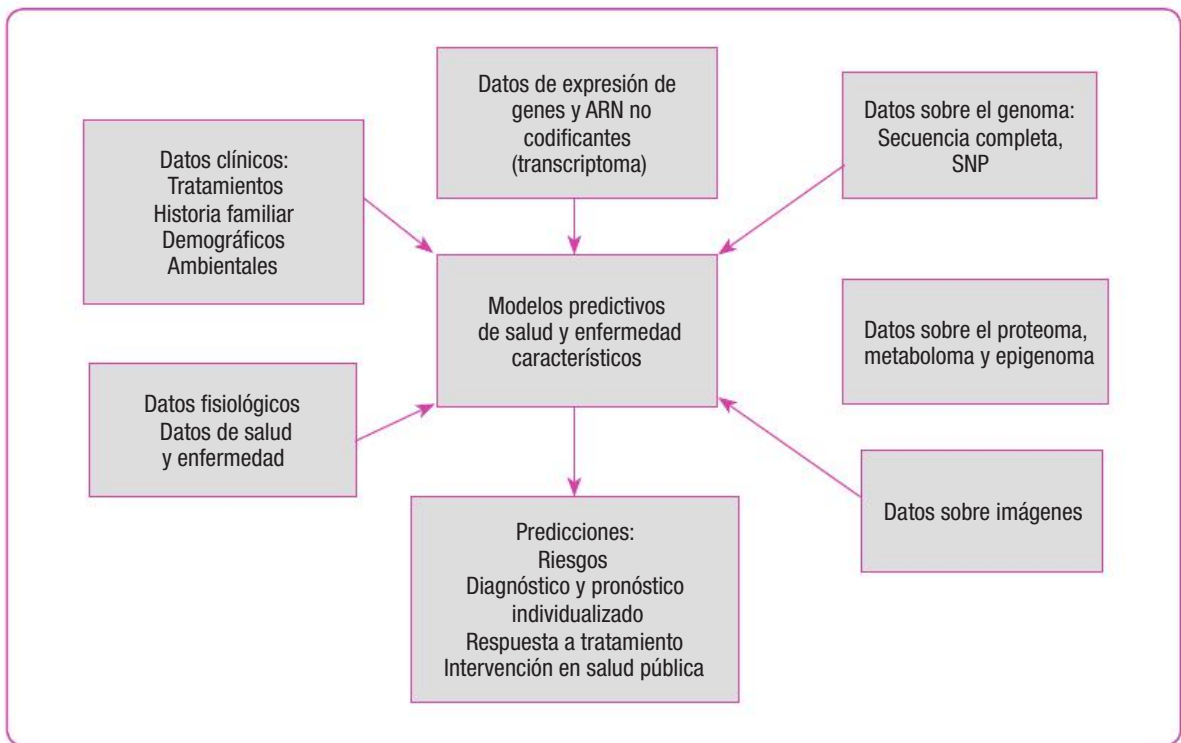 Datos de expresión de
genes y ARN no
codificantes
(transcriptoma)
Datos sobre el genoma:
Secuencia completa,
SNP
Datos clínicos:
Tratamientos
Historia familiar
Demográficos
Ambientales
Modelos predictivos
de salud y enfermedad
característicos
Datos sobre el proteoma,
metaboloma y epigenoma
Datos fisiológicos
Datos de salud
y enfermedad
Datos sobre imágenes
Predicciones:
Riesgos
Diagnóstico y pronóstico
individualizado
Respuesta a tratamiento
Intervención en salud pública